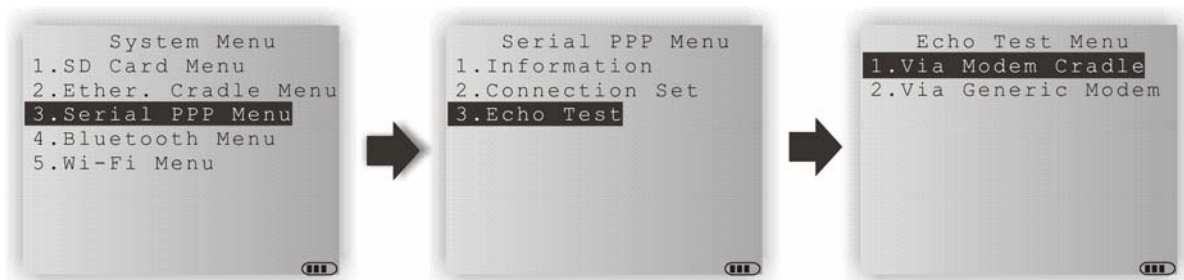 System Menu
1.SD Card Menu
2.Ether. Cradle Menu
3.Serial PPP Menu
4.Bluetooth Menu
5.Wi-Fi Menu
Serial PPP Menu
1.Information
2.Connection Set
3.Echo Test
Echo Test Menu
1.Via Modem Cradle
2.Via Generic Modem